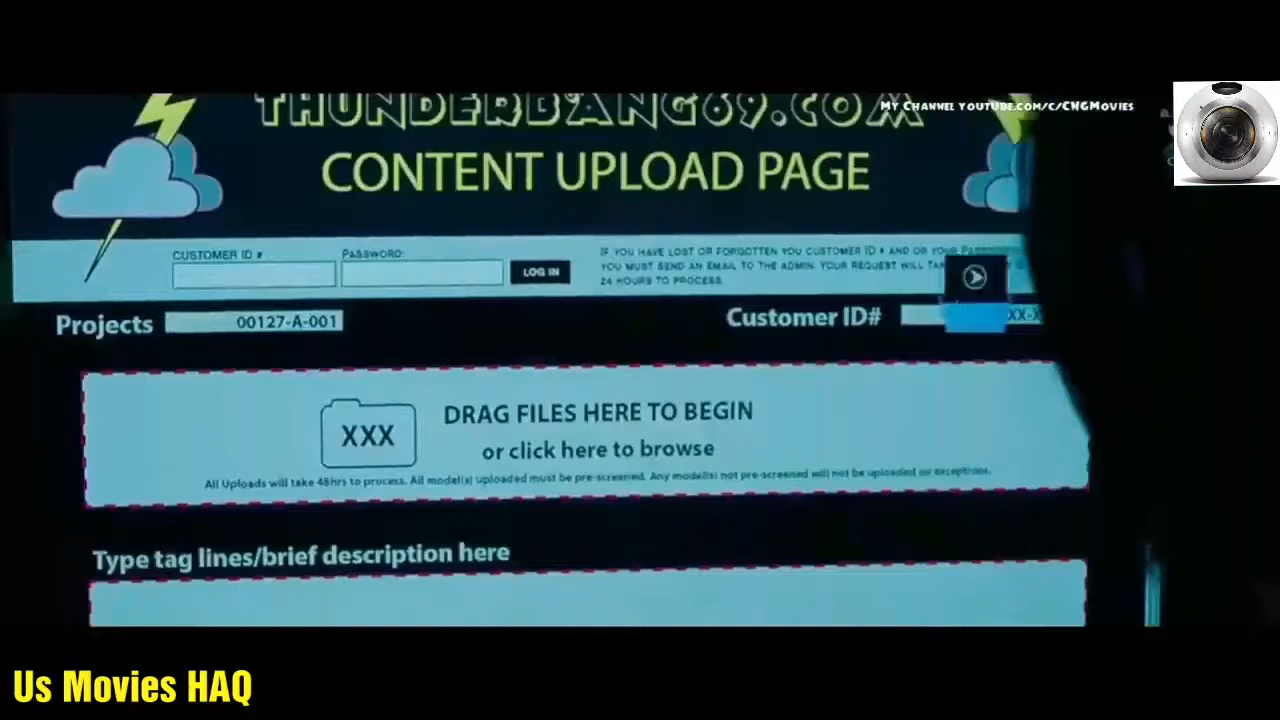 THUNDERBANG69.COM
My Channel youtube.com/c/CNGMovies
CONTENT UPLOAD PAGE
CUSTOMER ID #
PASSWORD:
LOG IN
IF YOU HAVE LOST OR FORGOTTEN YOU CUSTOMER ID # AND OR YOUR
YOU MUST SEND AN EMAIL TO THE ADMIN. YOUR REQUEST WILL
24 HOURS TO PROCESS.
Projects 00127-A-001
Customer ID#
XXX
DRAG FILES HERE TO BEGIN
or click here to browse
All Uploads will take 48hrs to process. All model(s) uploaded must be pre-screened. Any model(s) not pre-screened will not be uploaded no exceptions.
Type tag lines/brief description here
Us Movies HAQ